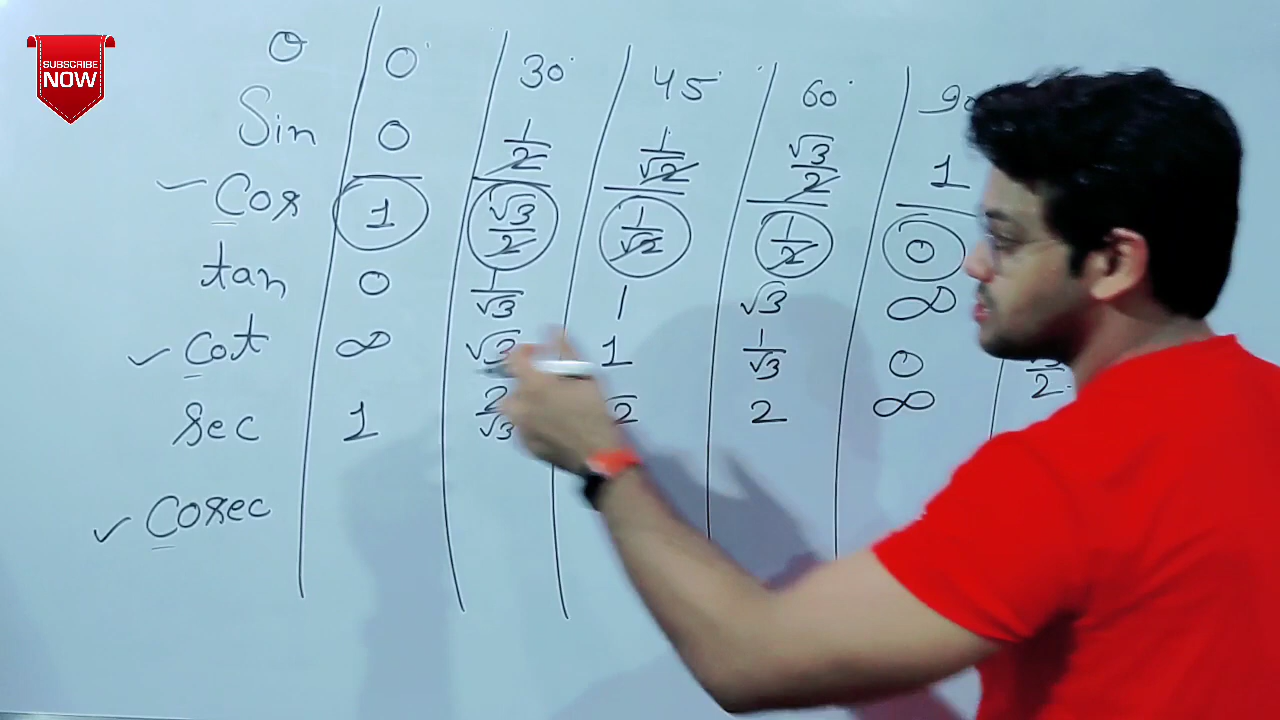 SUBSCRIBE
NOW
θ 0° 30° 45° 60° 90
Sin 0 1/2 1/√2 √3/2 1
Cos 1 √3/2 1/√2 1/2 0
tan 0 1/√3 1 √3 ∞
Cot ∞ √3 1 1/√3 0
sec 1 2/√3 2 2 ∞
Cosec